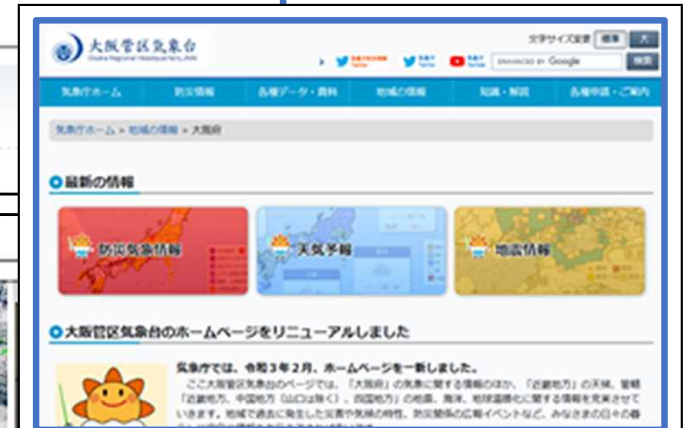 大阪管区気象台
Osaka Regional Headquarters, JMA
文字サイズ変更 標準 大
ENHANCED BY Google 検索
気象庁ホーム 防災情報 各種データ・資料 地域の情報 知識・解説 各種申請・ご案内
気象庁ホーム > 地域の情報 > 大阪府
最新の情報
防災気象情報 天気予報 地震情報
大阪管区気象台のホームページをリニューアルしました
気象庁では、令和3年2月、ホームページを一新しました。
ここ大阪管区気象台のページでは、「大阪府」の気象に関する情報のほか、「近畿地方」の天候、管轄
「近畿地方、中国地方（山口は除く）、四国地方」の地震、海洋、地球温暖化に関する情報を充実させて
いきます。地域で過去に発生した災害や気候の特性、防災関係の広報イベントなど、みなさまの日々の暮